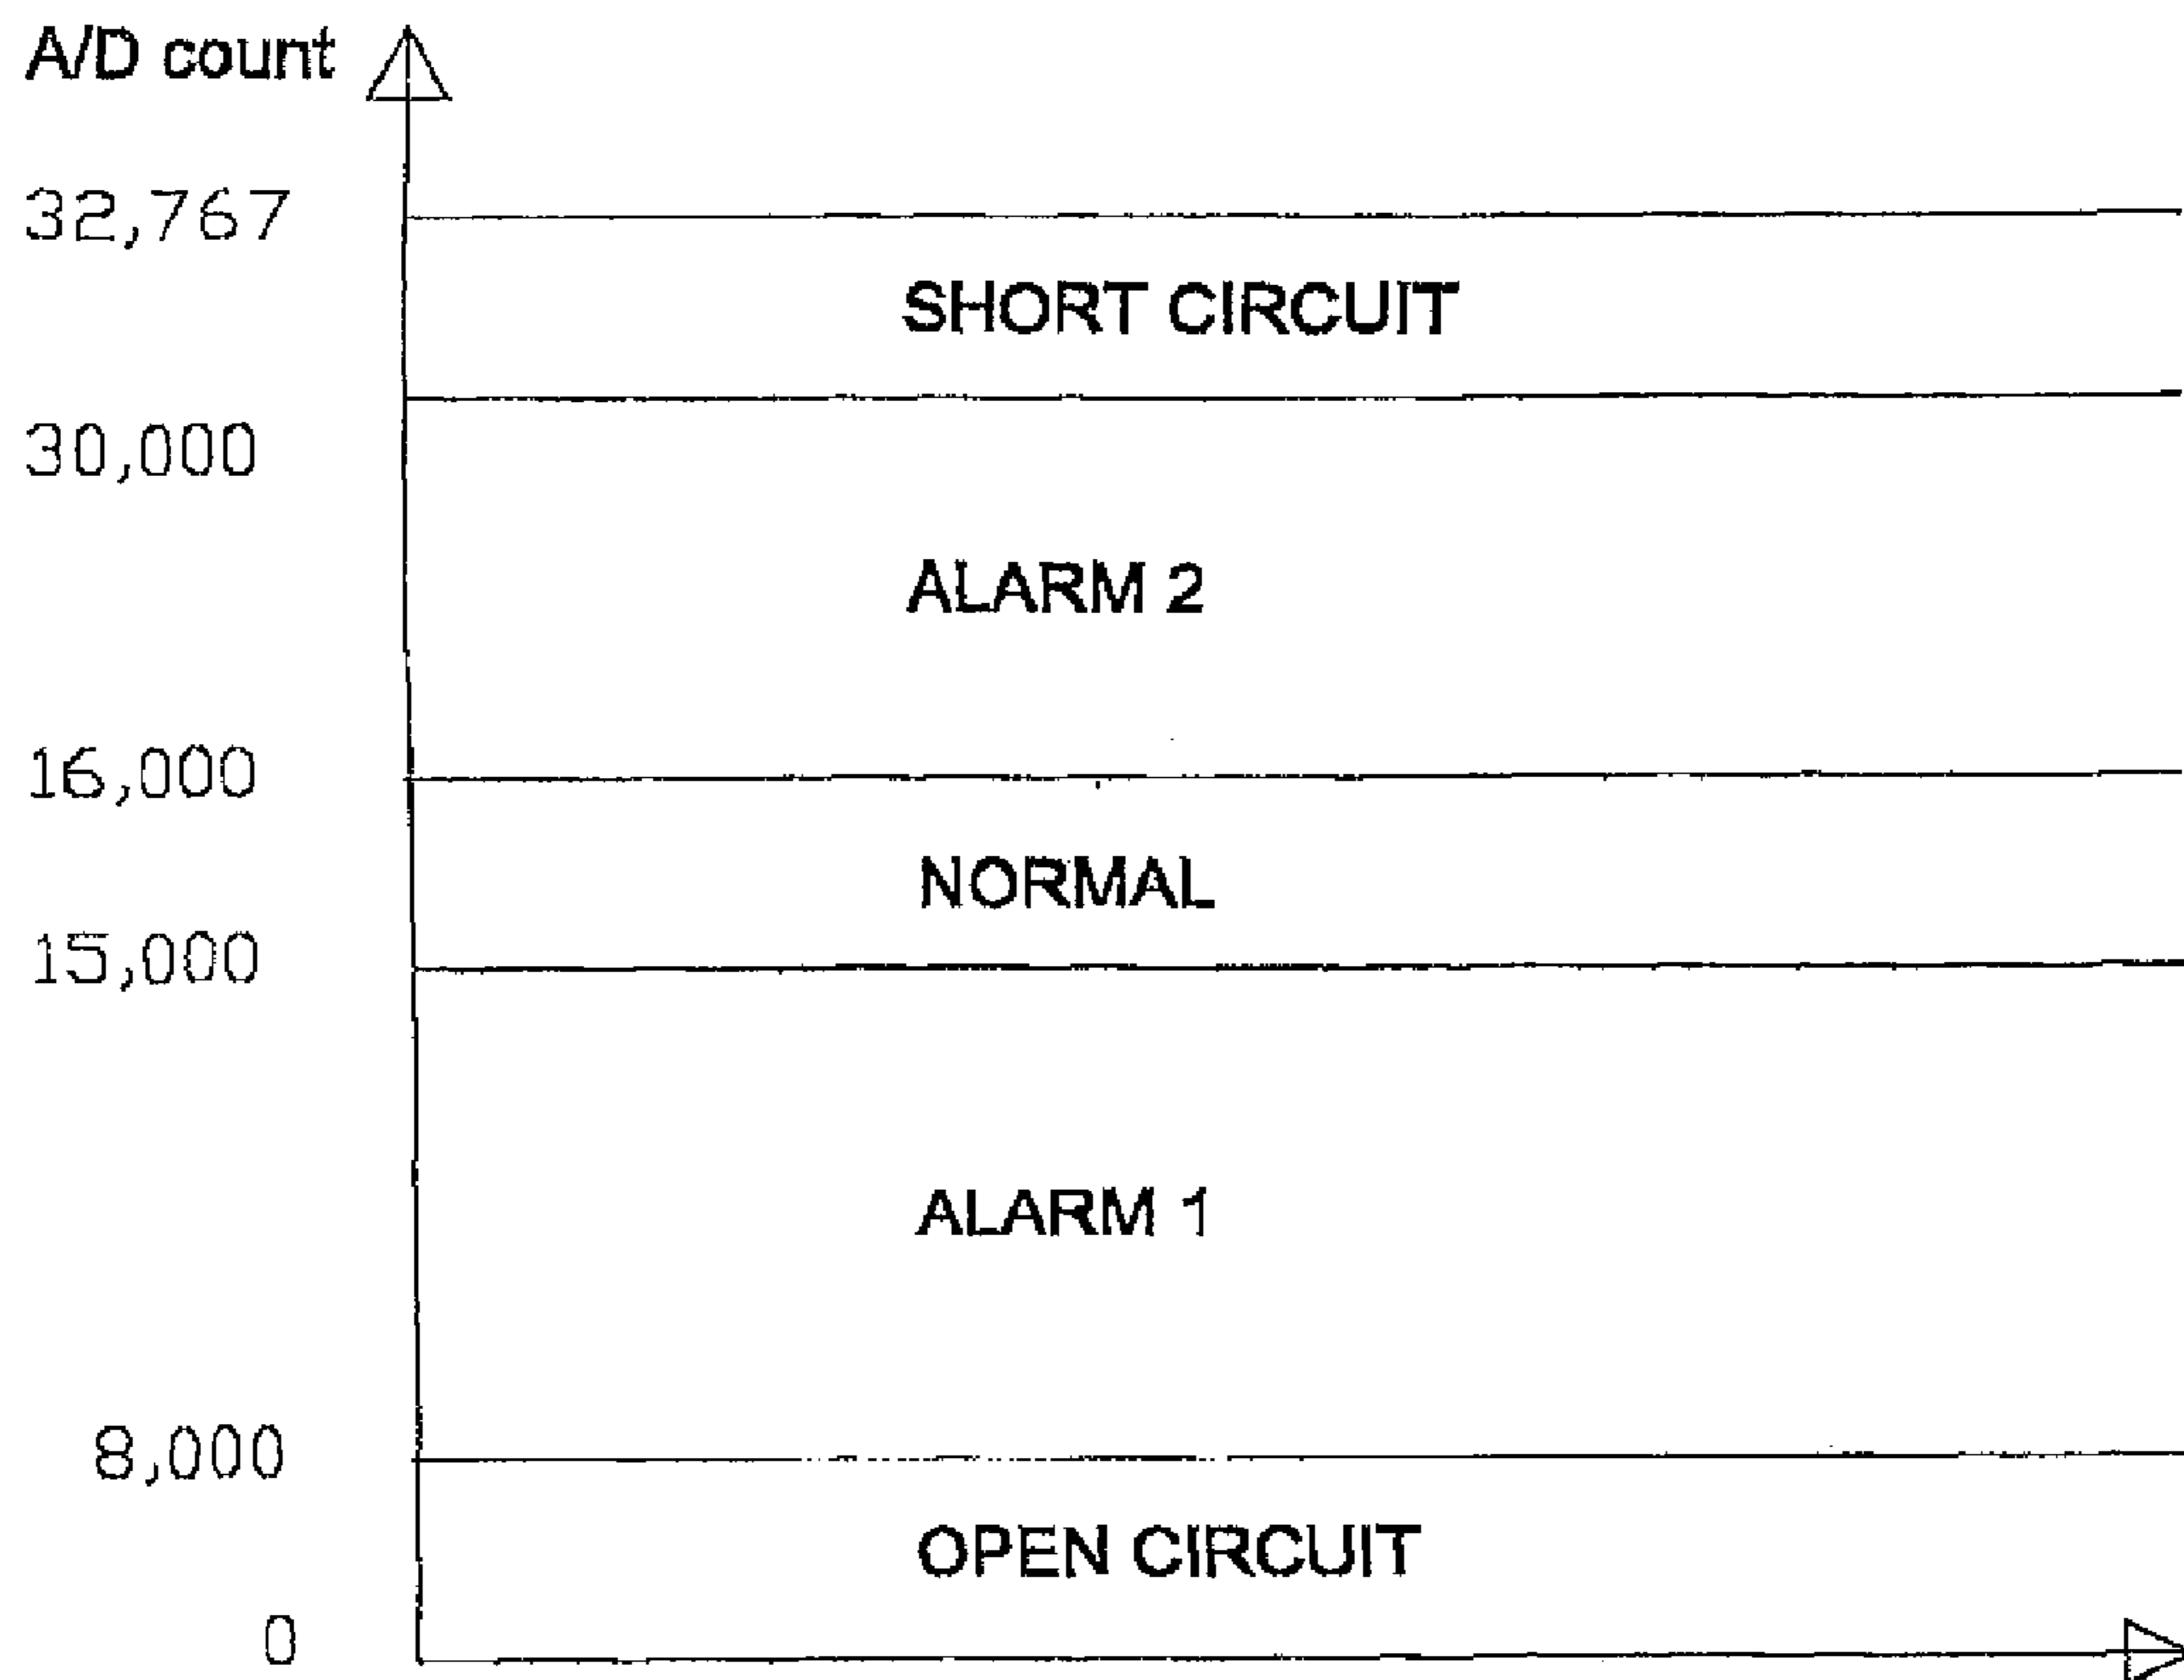 A/D count
32,767
SHORT CIRCUIT
30,000
ALARM 2
16,000
NORMAL
15,000
ALARM 1
8,000
OPEN CIRCUIT
0